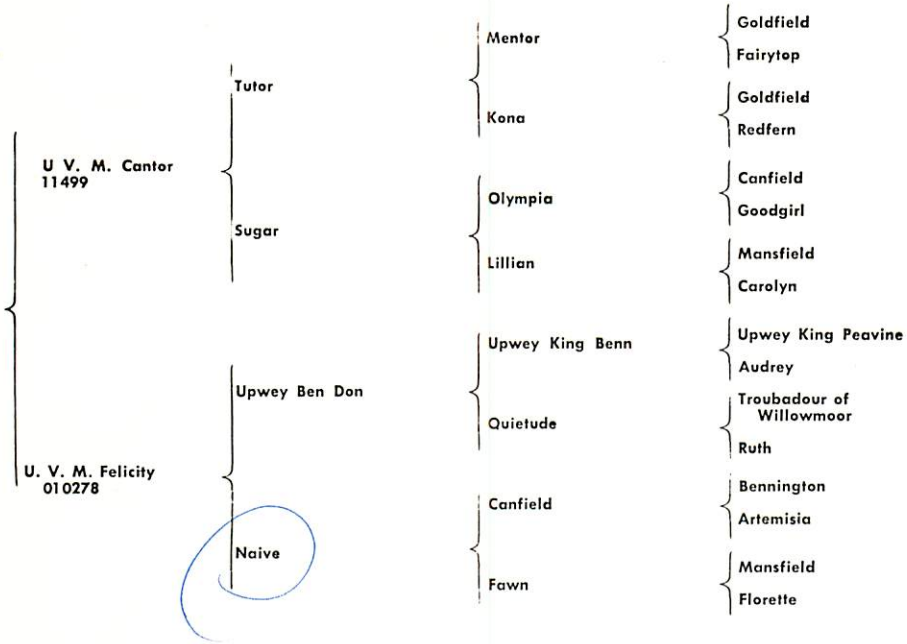 U V. M. Cantor
11499
Tutor
Mentor
Goldfield
Fairytop
Kona
Goldfield
Redfern
Sugar
Olympia
Canfield
Goodgirl
Lillian
Mansfield
Carolyn
U. V. M. Felicity
010278
Upwey Ben Don
Upwey King Benn
Upwey King Peavine
Audrey
Quietude
Troubadour of
Willowmoor
Ruth
Naive
Canfield
Bennington
Artemisia
Fawn
Mansfield
Florette